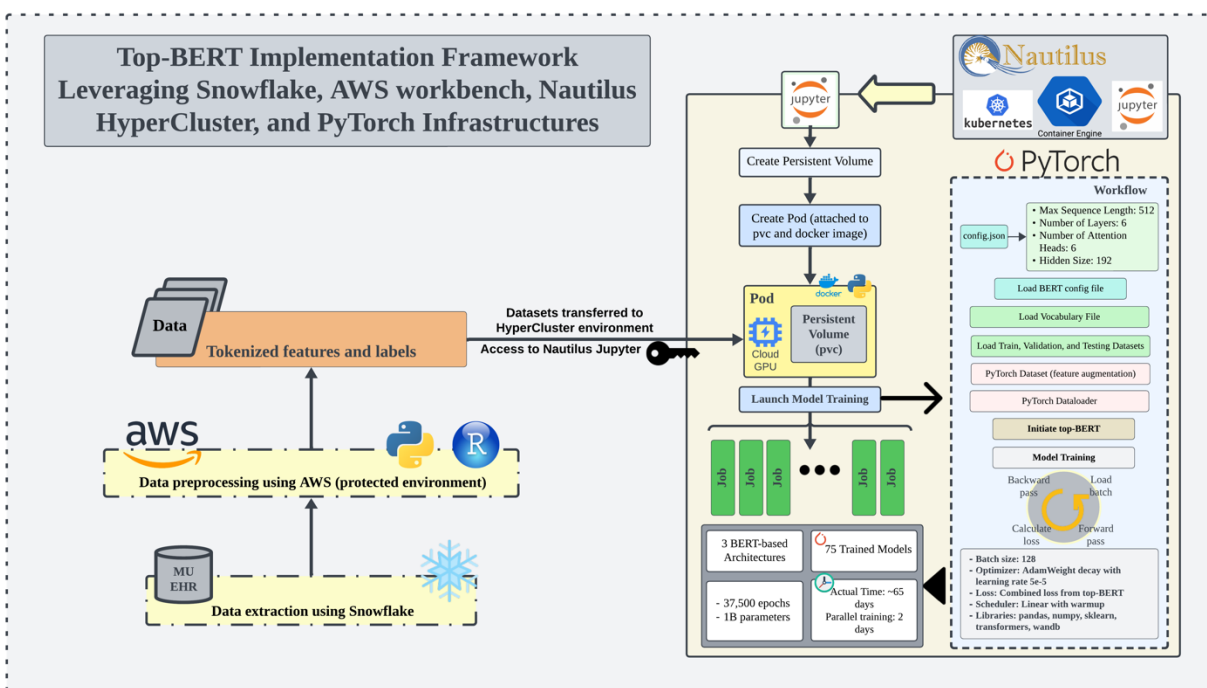 Top-BERT Implementation Framework
Leveraging Snowflake, AWS workbench, Nautilus
HyperCluster, and PyTorch Infrastructures
Nautilus
kubernetes
Container Engine
jupyter
jupyter
Create Persistent Volume
Create Pod (attached to
pvc and docker image)
docker
Pod
Persistent
Volume
(pvc)
Cloud
GPU
Launch Model Training
Job
Job
Job
Job
Job
3 BERT-based
Architectures
75 Trained Models
- 37,500 epochs
- 1B parameters
Actual Time: ~65
days
Parallel training: 2
days
Data
Tokenized features and labels
Datasets transferred to
HyperCluster environment
Access to Nautilus Jupyter
aws
R
Data preprocessing using AWS (protected environment)
MU
EHR
Data extraction using Snowflake
PyTorch
Workflow
config.json
• Max Sequence Length: 512
• Number of Layers: 6
• Number of Attention
Heads: 6
• Hidden Size: 192
Load BERT config file
Load Vocabulary File
Load Train, Validation, and Testing Datasets
PyTorch Dataset (feature augmentation)
PyTorch Dataloader
Initiate top-BERT
Model Training
Backward
pass
Load
batch
Calculate
loss
Forward
pass
- Batch size: 128
- Optimizer: AdamWeight decay with
learning rate 5e-5
- Loss: Combined loss from top-BERT
- Scheduler: Linear with warmup
- Libraries: pandas, numpy, sklearn,
transformers, wandb